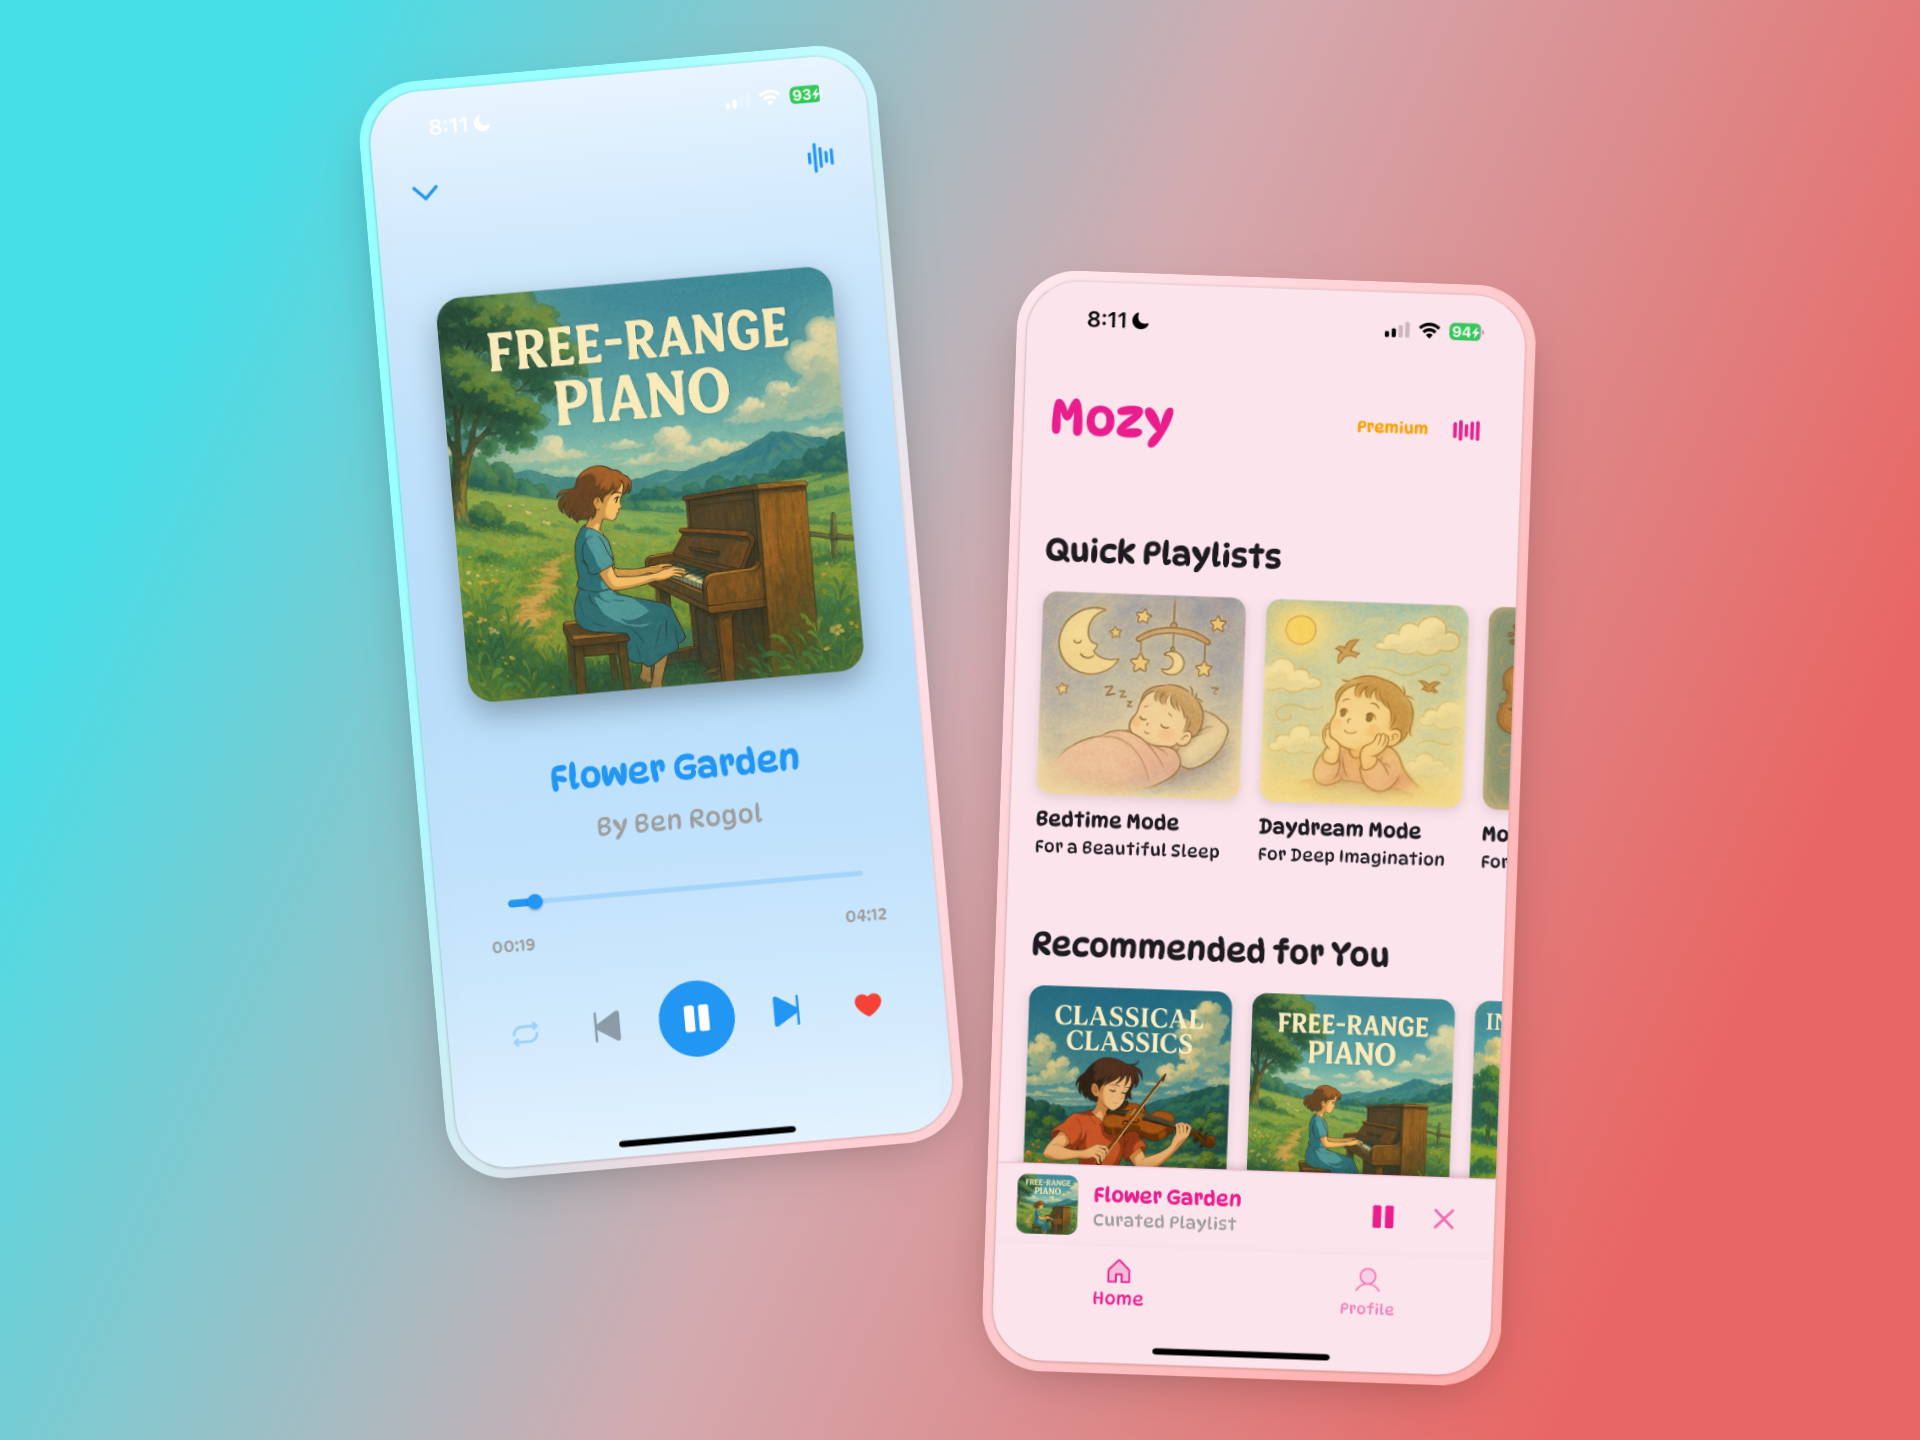 8:11
93
FREE-RANGE
PIANO
Flower Garden
By Ben Rogol
00:19
04:12
8:11
94
Mozy
Premium
Quick Playlists
Bedtime Mode
For a Beautiful Sleep
Daydream Mode
For Deep Imagination
Mo
For
Recommended for You
CLASSICAL
CLASSICS
FREE-RANGE
PIANO
IN
FREE-RANGE
PIANO
Flower Garden
Curated Playlist
Home
Profile